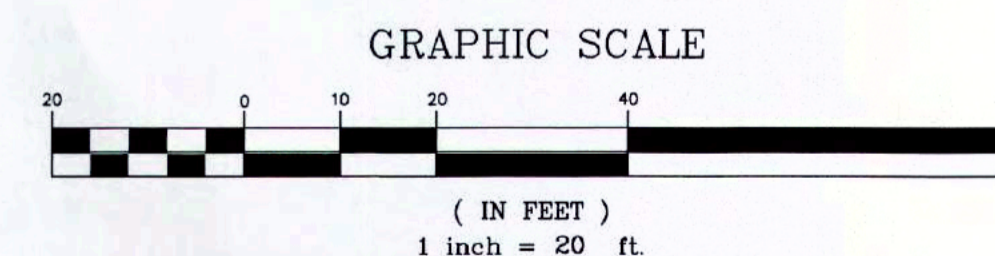 GRAPHIC SCALE
20 0 10 20 40
( IN FEET )
1 inch = 20 ft.